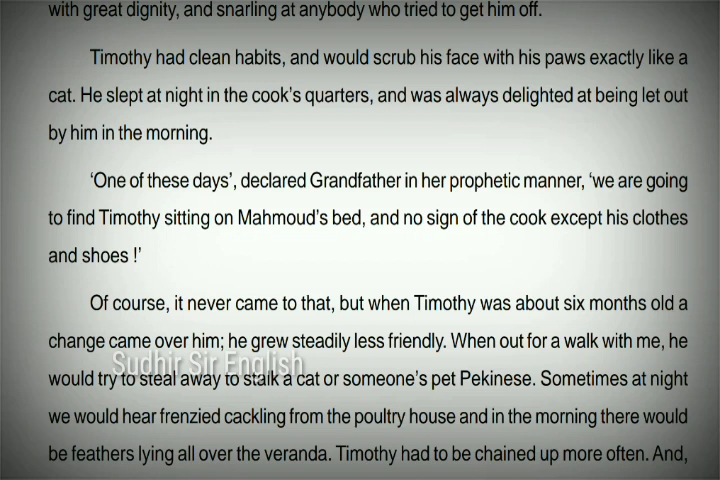 with great dignity, and snarling at anybody who tried to get him off.
Timothy had clean habits, and would scrub his face with his paws exactly like a
cat. He slept at night in the cook's quarters, and was always delighted at being let out
by him in the morning.
‘One of these days’, declared Grandfather in her prophetic manner, ‘we are going
to find Timothy sitting on Mahmoud's bed, and no sign of the cook except his clothes
and shoes !’
Of course, it never came to that, but when Timothy was about six months old a
change came over him; he grew steadily less friendly. When out for a walk with me, he
Sudhir Sir English
would try to steal away to stalk a cat or someone's pet Pekinese. Sometimes at night
we would hear frenzied cackling from the poultry house and in the morning there would
be feathers lying all over the veranda. Timothy had to be chained up more often. And,